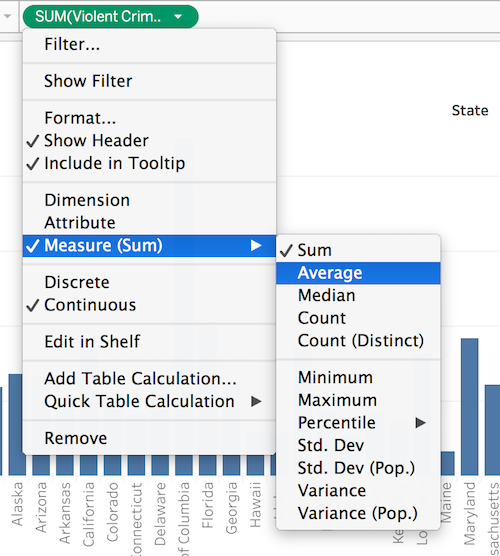 SUM(Violent Crim..
Filter...
Show Filter
Format...
Show Header
Include in Tooltip
Dimension
Attribute
Measure (Sum)
Discrete
Continuous
Edit in Shelf
Add Table Calculation...
Quick Table Calculation
Remove
State
Sum
Average
Median
Count
Count (Distinct)
Minimum
Maximum
Percentile
Std. Dev
Std. Dev (Pop.)
Variance
Variance (Pop.)
Alaska
Arizona
Arkansas
California
Colorado
Connecticut
Delaware
of Columbia
Florida
Georgia
Hawaii
Maine
Maryland